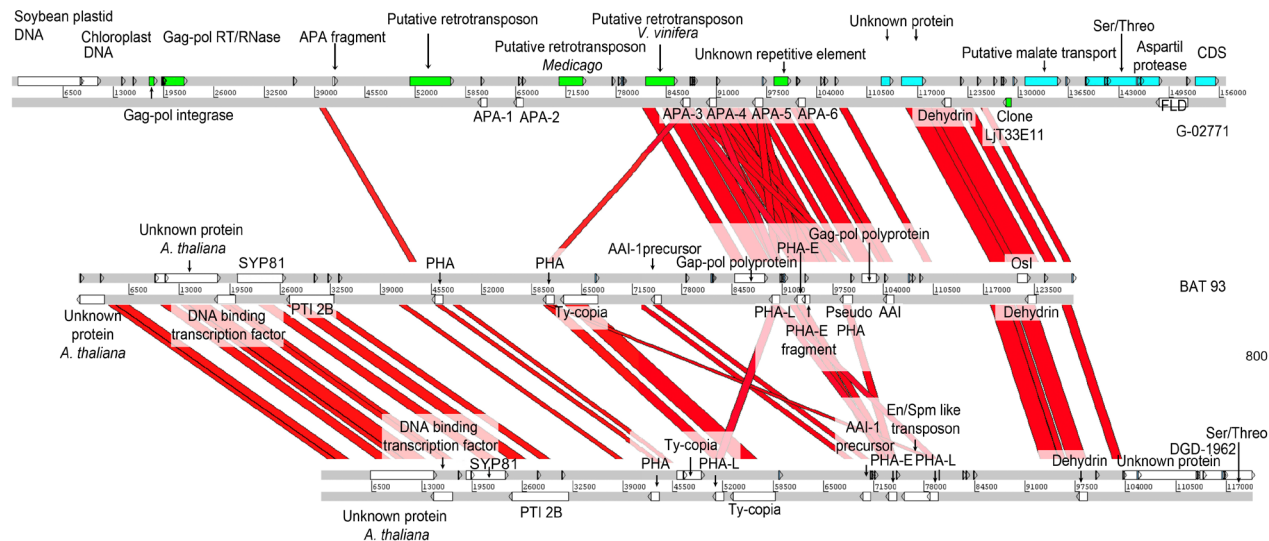 Soybean plastid
DNA
Chloroplast
DNA
Gag-pol RT/RNase
APA fragment
Putative retrotransposon
Putative retrotransposon
Medicago
Putative retrotransposon
V. vinifera
Unknown repetitive element
Unknown protein
Putative malate transport
Ser/Threo
Aspartil
protease
CDS
6500 13000 19500 26000 32500 39000 45500 52000 58500 65000 71500 78000 84500 91000 97500 104000 110500 117000 123500 130000 136500 143000 149500 156000
Gag-pol integrase
APA-1
APA-2
APA-3
APA-4
APA-5
APA-6
Dehydrin
Clone
LjT33E11
FLD
G-02771
Unknown protein
A. thaliana
SYP81
PHA
PHA
AAI-1precursor
Gap-pol polyprotein
PHA-E
Gag-pol polyprotein
OsI
6500 13000 19500 26000 32500 39000 45500 52000 58500 65000 71500 78000 84500 91000 97500 104000 110500 117000 123500
BAT 93
Unknown
protein
A. thaliana
DNA binding
transcription factor
PTI 2B
Ty-copia
PHA-L
PHA-E
fragment
Pseudo
PHA
AAI
Dehydrin
800
DNA binding
transcription factor
SYP81
PHA
Ty-copia
PHA-L
AAI-1
precursor
En/Spm like
transposon
PHA-E
PHA-L
Dehydrin
Unknown protein
DGD-1962
Ser/Threo
6500 13000 19500 26000 32500 39000 45500 52000 58500 65000 71500 78000 84500 91000 97500 104000 110500 117000
Unknown protein
A. thaliana
PTI 2B
Ty-copia